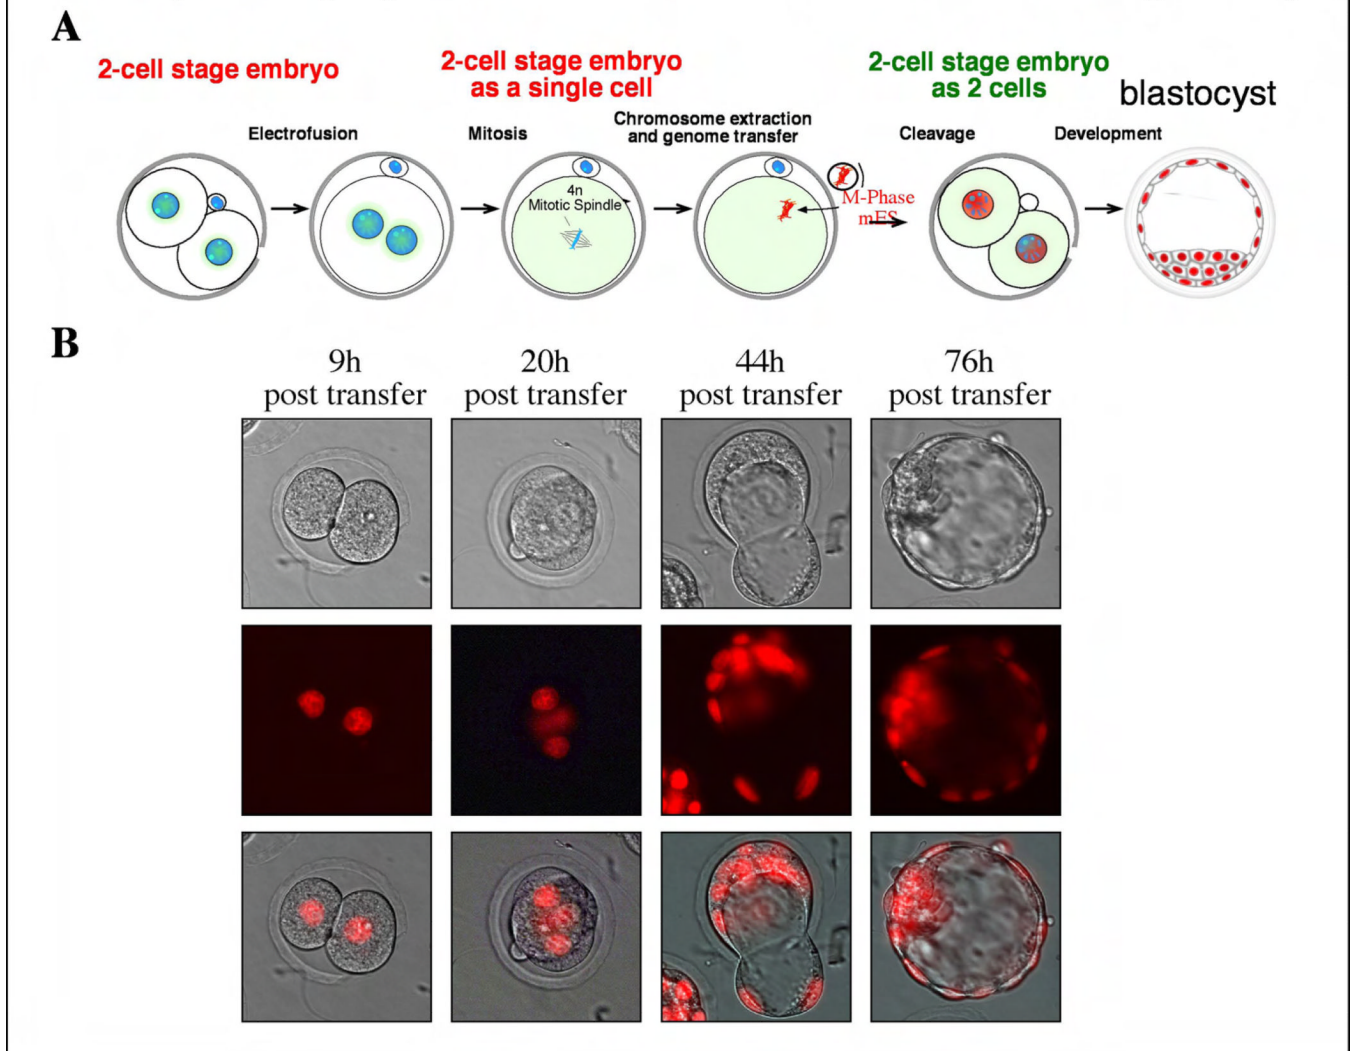 A
2-cell stage embryo
2-cell stage embryo
as a single cell
2-cell stage embryo
as 2 cells
blastocyst
Electrofusion
Mitosis
Chromosome extraction
and genome transfer
Cleavage
Development
4n
Mitotic Spindle
M-Phase
mES
B
9h
post transfer
20h
post transfer
44h
post transfer
76h
post transfer